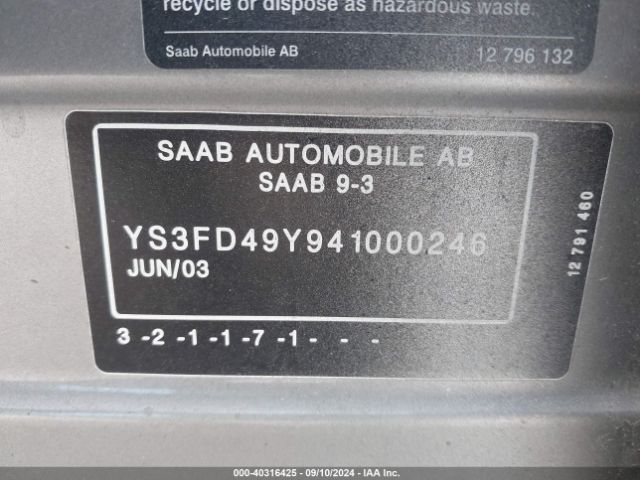 recycle or dispose as hazardous waste.
Saab Automobile AB 12 796 132
SAAB AUTOMOBILE AB
SAAB 9-3
YS3FD49Y941000246
JUN/03
3 -2 -1 -1 -7 -1 - - -
12 791 460
000-40316425 - 09/10/2024 - IAA Inc.